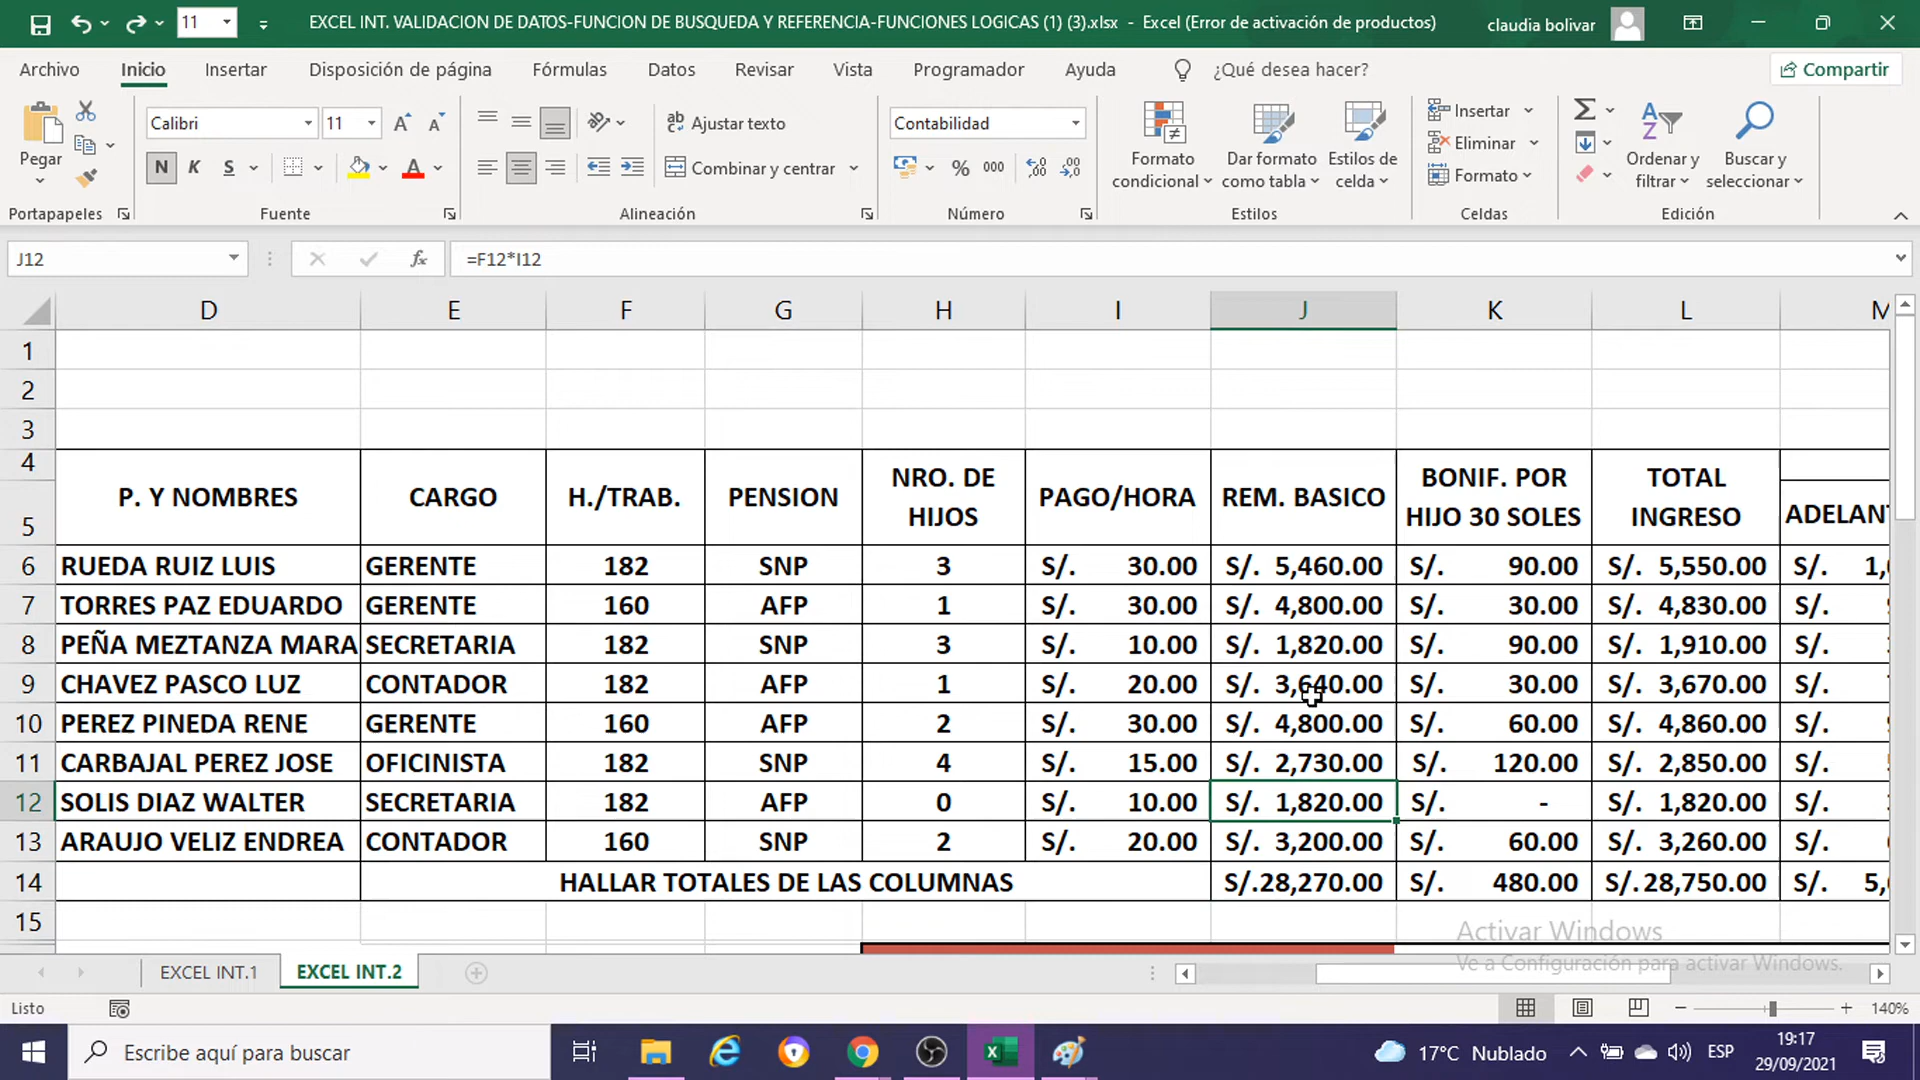 11
EXCEL INT. VALIDACION DE DATOS-FUNCION DE BUSQUEDA Y REFERENCIA-FUNCIONES LOGICAS (1) (3).xlsx - Excel (Error de activación de productos)
claudia bolivar
Archivo Inicio Insertar Disposición de página Fórmulas Datos Revisar Vista Programador Ayuda ¿Qué desea hacer? Compartir
Pegar
Calibri 11
N K S
Ajustar texto
Combinar y centrar
Contabilidad
% 000
Formato condicional
Dar formato como tabla
Estilos de celda
Insertar
Eliminar
Formato
Ordenar y filtrar
Buscar y seleccionar
Portapapeles Fuente Alineación Número Estilos Celdas Edición
J12 fx =F12*I12
D E F G H I J K L M
1
2
3
4
5
P. Y NOMBRES CARGO H./TRAB. PENSION NRO. DE HIJOS PAGO/HORA REM. BASICO BONIF. POR HIJO 30 SOLES TOTAL INGRESO ADELANT
6 RUEDA RUIZ LUIS GERENTE 182 SNP 3 S/. 30.00 S/. 5,460.00 S/. 90.00 S/. 5,550.00 S/. 1,
7 TORRES PAZ EDUARDO GERENTE 160 AFP 1 S/. 30.00 S/. 4,800.00 S/. 30.00 S/. 4,830.00 S/.
8 PEÑA MEZTANZA MARA SECRETARIA 182 SNP 3 S/. 10.00 S/. 1,820.00 S/. 90.00 S/. 1,910.00 S/.
9 CHAVEZ PASCO LUZ CONTADOR 182 AFP 1 S/. 20.00 S/. 3,640.00 S/. 30.00 S/. 3,670.00 S/.
10 PEREZ PINEDA RENE GERENTE 160 AFP 2 S/. 30.00 S/. 4,800.00 S/. 60.00 S/. 4,860.00 S/.
11 CARBAJAL PEREZ JOSE OFICINISTA 182 SNP 4 S/. 15.00 S/. 2,730.00 S/. 120.00 S/. 2,850.00 S/.
12 SOLIS DIAZ WALTER SECRETARIA 182 AFP 0 S/. 10.00 S/. 1,820.00 S/. - S/. 1,820.00 S/.
13 ARAUJO VELIZ ENDREA CONTADOR 160 SNP 2 S/. 20.00 S/. 3,200.00 S/. 60.00 S/. 3,260.00 S/.
14 HALLAR TOTALES DE LAS COLUMNAS S/.28,270.00 S/. 480.00 S/.28,750.00 S/. 5,
15
Activar Windows
Ve a Configuración para activar Windows.
EXCEL INT.1 EXCEL INT.2
Listo 140%
Escribe aquí para buscar 17°C Nublado ESP 19:17
29/09/2021